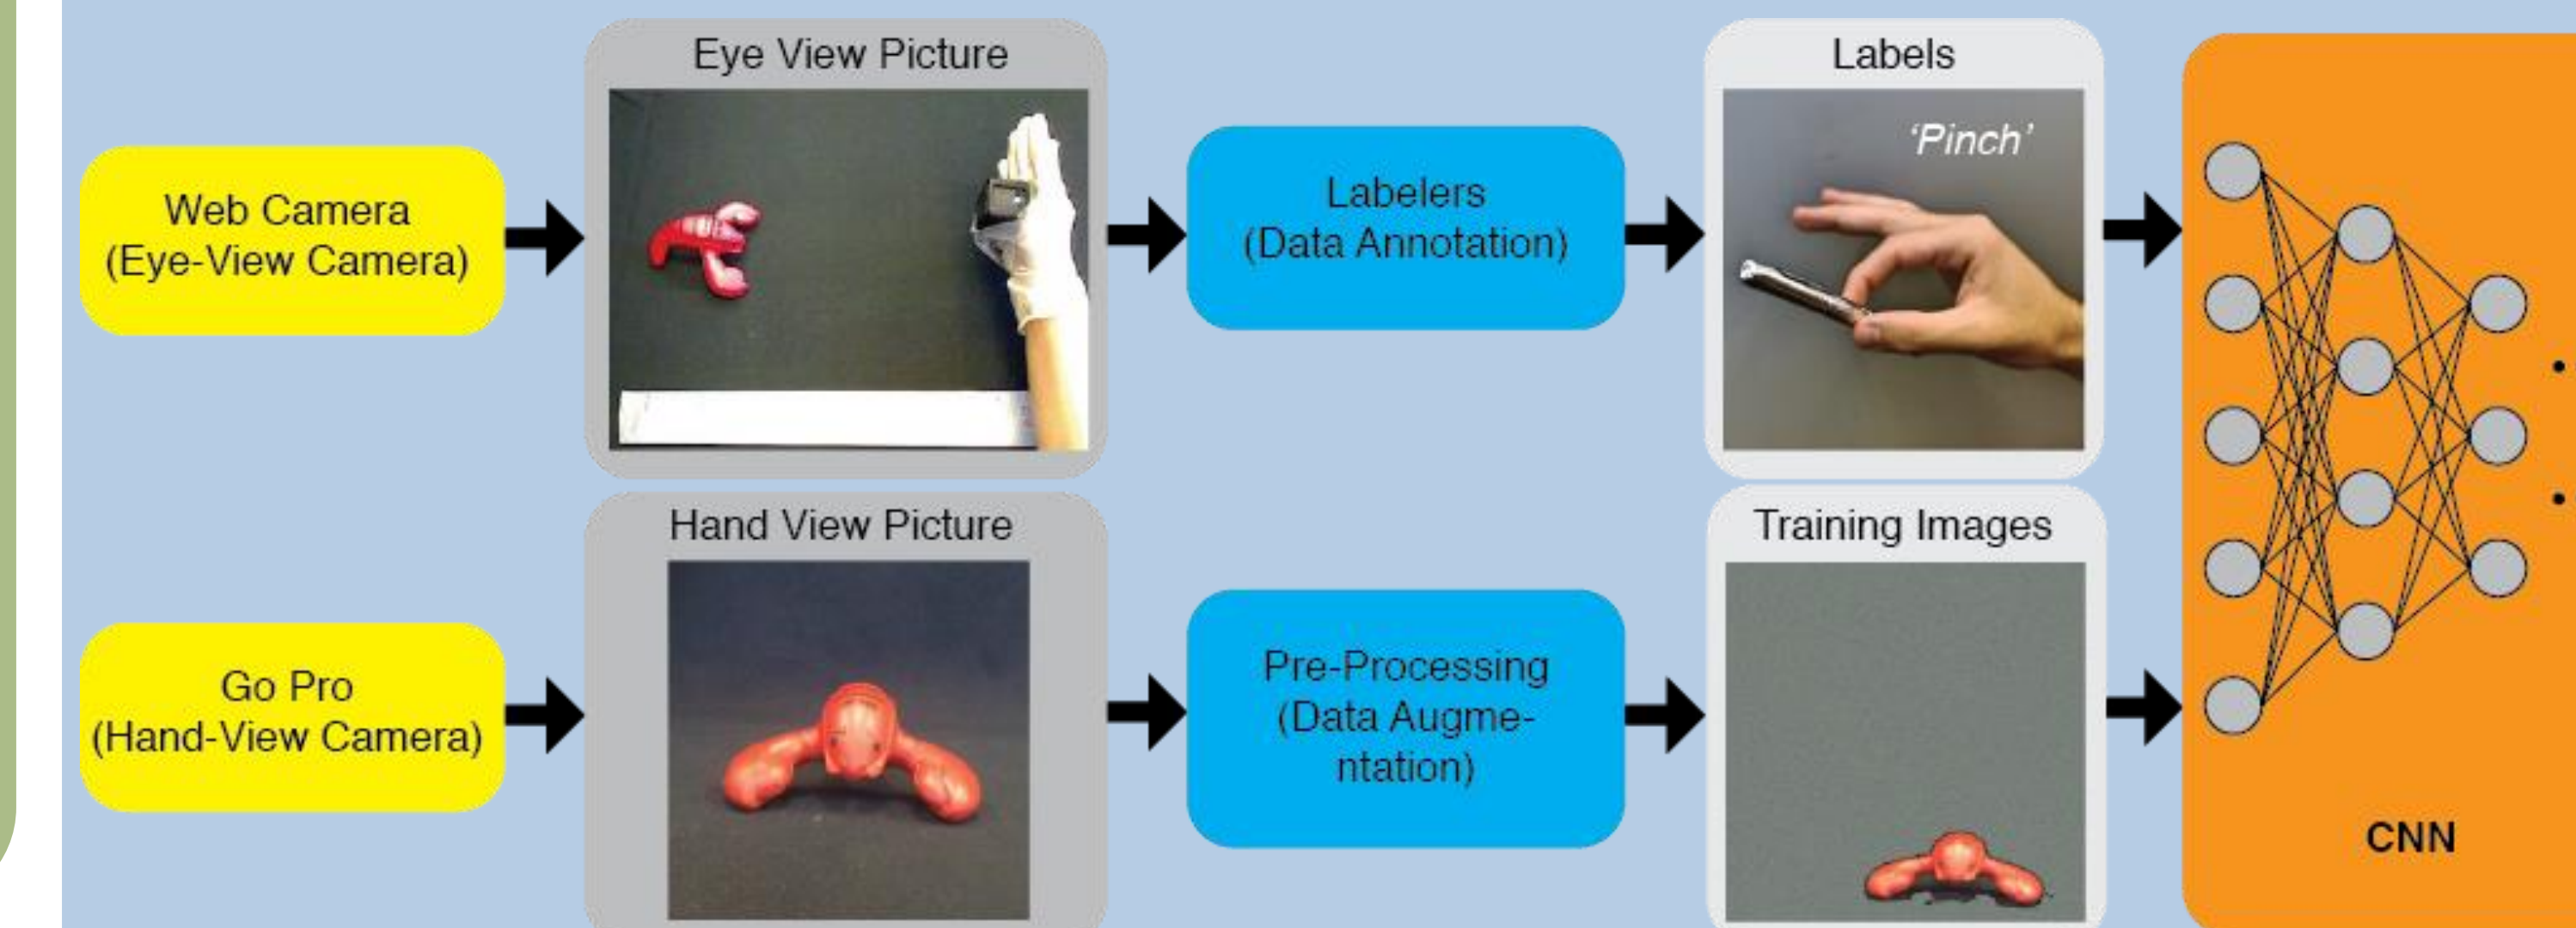 Eye View Picture
Labels
'Pinch'
Web Camera
(Eye-View Camera)
Labelers
(Data Annotation)
Hand View Picture
Training Images
Go Pro
(Hand-View Camera)
Pre-Processing
(Data Augme-
ntation)
CNN